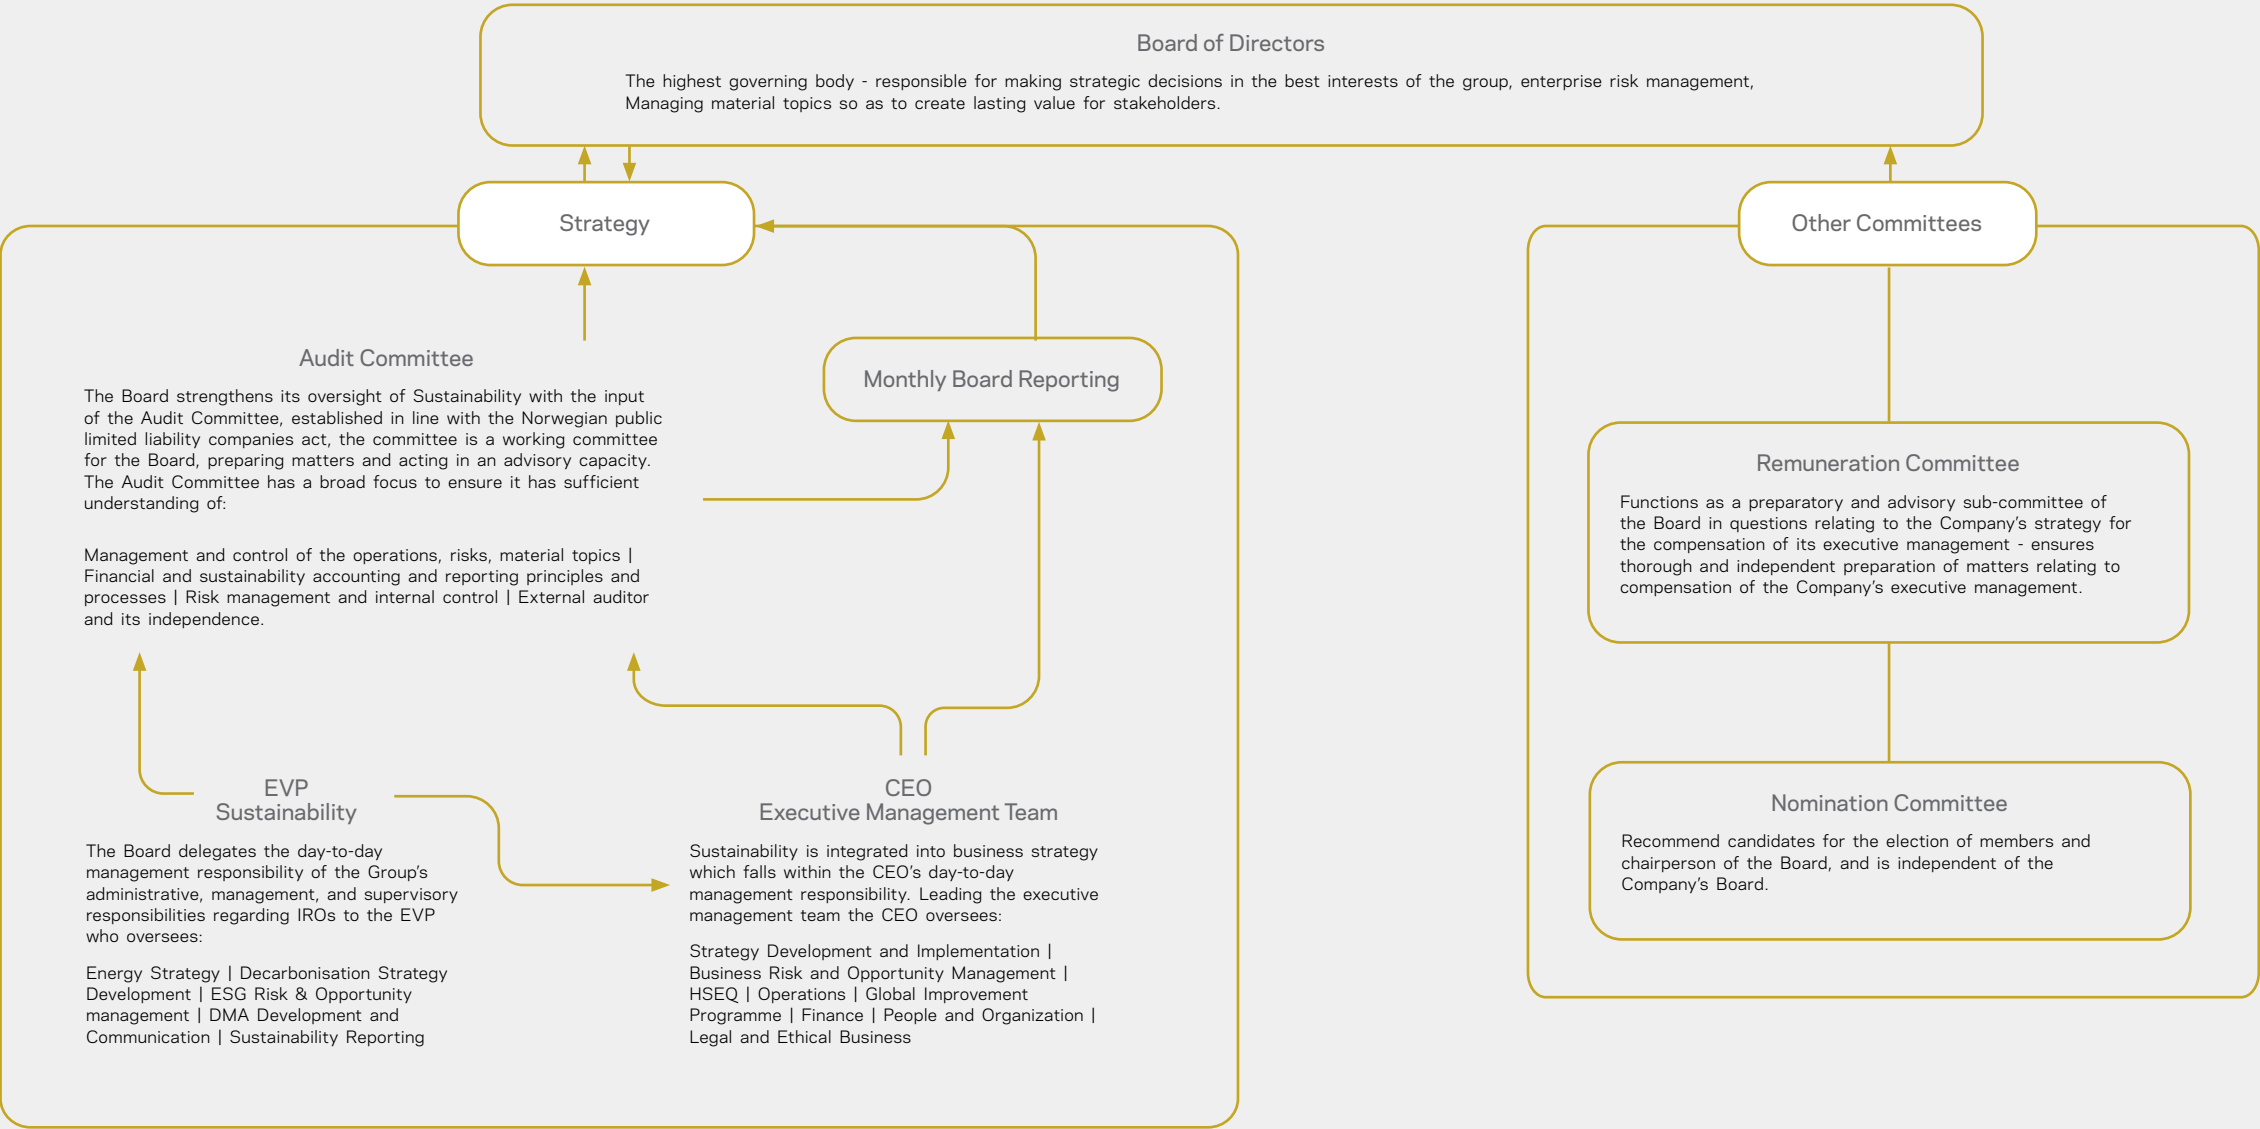 Board of Directors
The highest governing body - responsible for making strategic decisions in the best interests of the group, enterprise risk management,
Managing material topics so as to create lasting value for stakeholders.
Strategy
Other Committees
Audit Committee
The Board strengthens its oversight of Sustainability with the input
of the Audit Committee, established in line with the Norwegian public
limited liability companies act, the committee is a working committee
for the Board, preparing matters and acting in an advisory capacity.
The Audit Committee has a broad focus to ensure it has sufficient
understanding of:
Management and control of the operations, risks, material topics |
Financial and sustainability accounting and reporting principles and
processes | Risk management and internal control | External auditor
and its independence.
Monthly Board Reporting
Remuneration Committee
Functions as a preparatory and advisory sub-committee of
the Board in questions relating to the Company's strategy for
the compensation of its executive management - ensures
thorough and independent preparation of matters relating to
compensation of the Company's executive management.
EVP
Sustainability
The Board delegates the day-to-day
management responsibility of the Group's
administrative, management, and supervisory
responsibilities regarding IROs to the EVP
who oversees:
Energy Strategy | Decarbonisation Strategy
Development | ESG Risk & Opportunity
management | DMA Development and
Communication | Sustainability Reporting
CEO
Executive Management Team
Sustainability is integrated into business strategy
which falls within the CEO's day-to-day
management responsibility. Leading the executive
management team the CEO oversees:
Strategy Development and Implementation |
Business Risk and Opportunity Management |
HSEQ | Operations | Global Improvement
Programme | Finance | People and Organization |
Legal and Ethical Business
Nomination Committee
Recommend candidates for the election of members and
chairperson of the Board, and is independent of the
Company's Board.